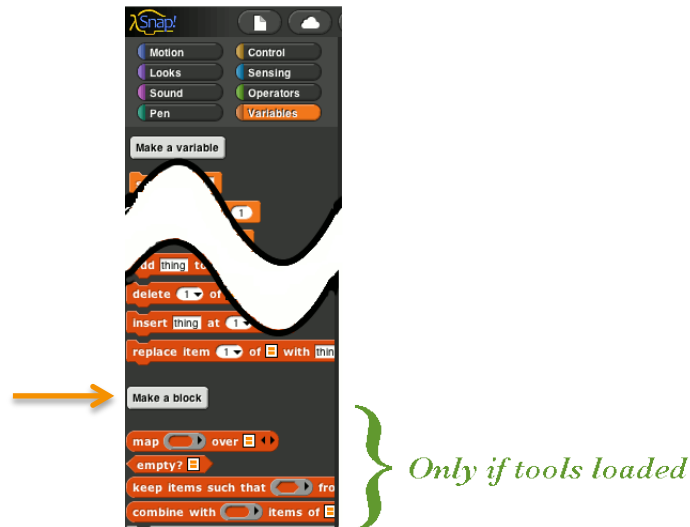 λSnap!
Motion Control
Looks Sensing
Sound Operators
Pen Variables
Make a variable
1
thing to
delete 1 of
insert thing at 1
replace item 1 of with thin
Make a block
map over
empty?
keep items such that fro
combine with items of
Only if tools loaded